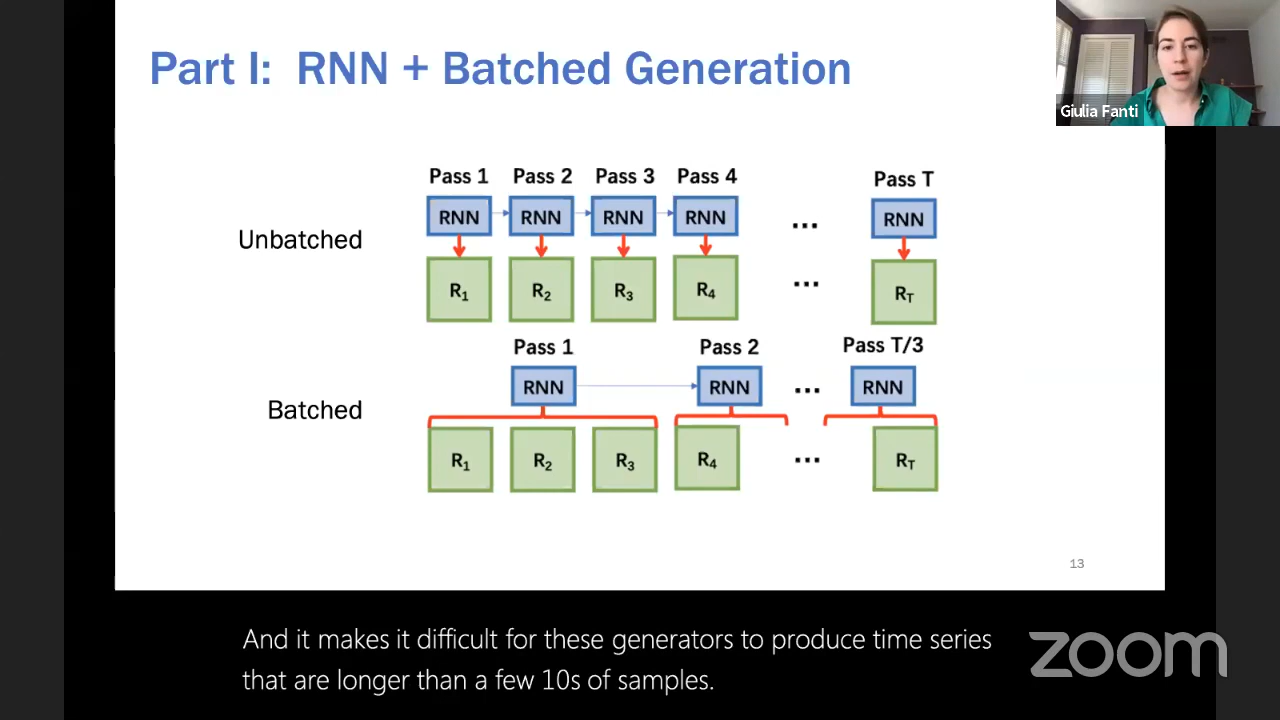 Part I: RNN + Batched Generation
Giulia Fanti
Pass 1 Pass 2 Pass 3 Pass 4 Pass T
Unbatched
RNN RNN RNN RNN ... RNN
R1 R2 R3 R4 ... RT
Pass 1 Pass 2 Pass T/3
Batched
RNN RNN ... RNN
R1 R2 R3 R4 ... RT
13
And it makes it difficult for these generators to produce time series
that are longer than a few 10s of samples.
zoom